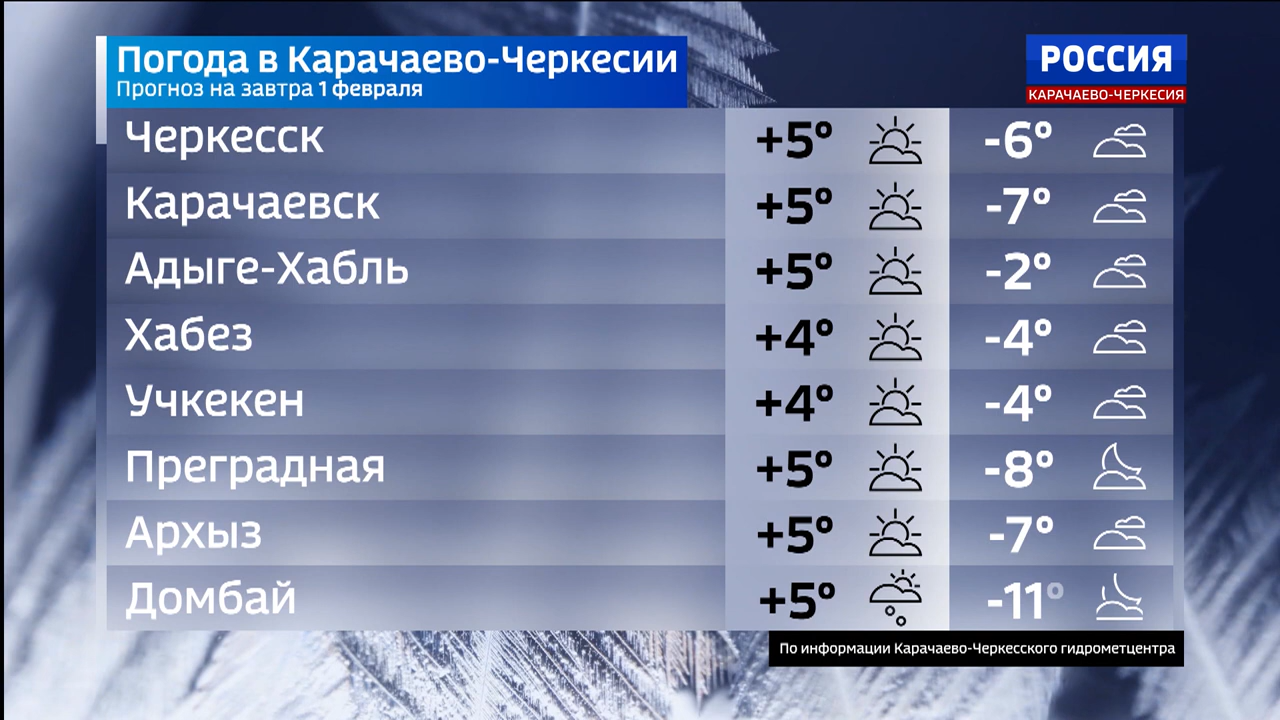 Погода в Карачаево-Черкесии
Прогноз на завтра 1 февраля
РОССИЯ
КАРАЧАЕВО-ЧЕРКЕСИЯ
Черкесск +5° -6°
Карачаевск +5° -7°
Адыге-Хабль +5° -2°
Хабез +4° -4°
Учкекен +4° -4°
Преградная +5° -8°
Архыз +5° -7°
Домбай +5° -11°
По информации Карачаево-Черкесского гидрометцентра